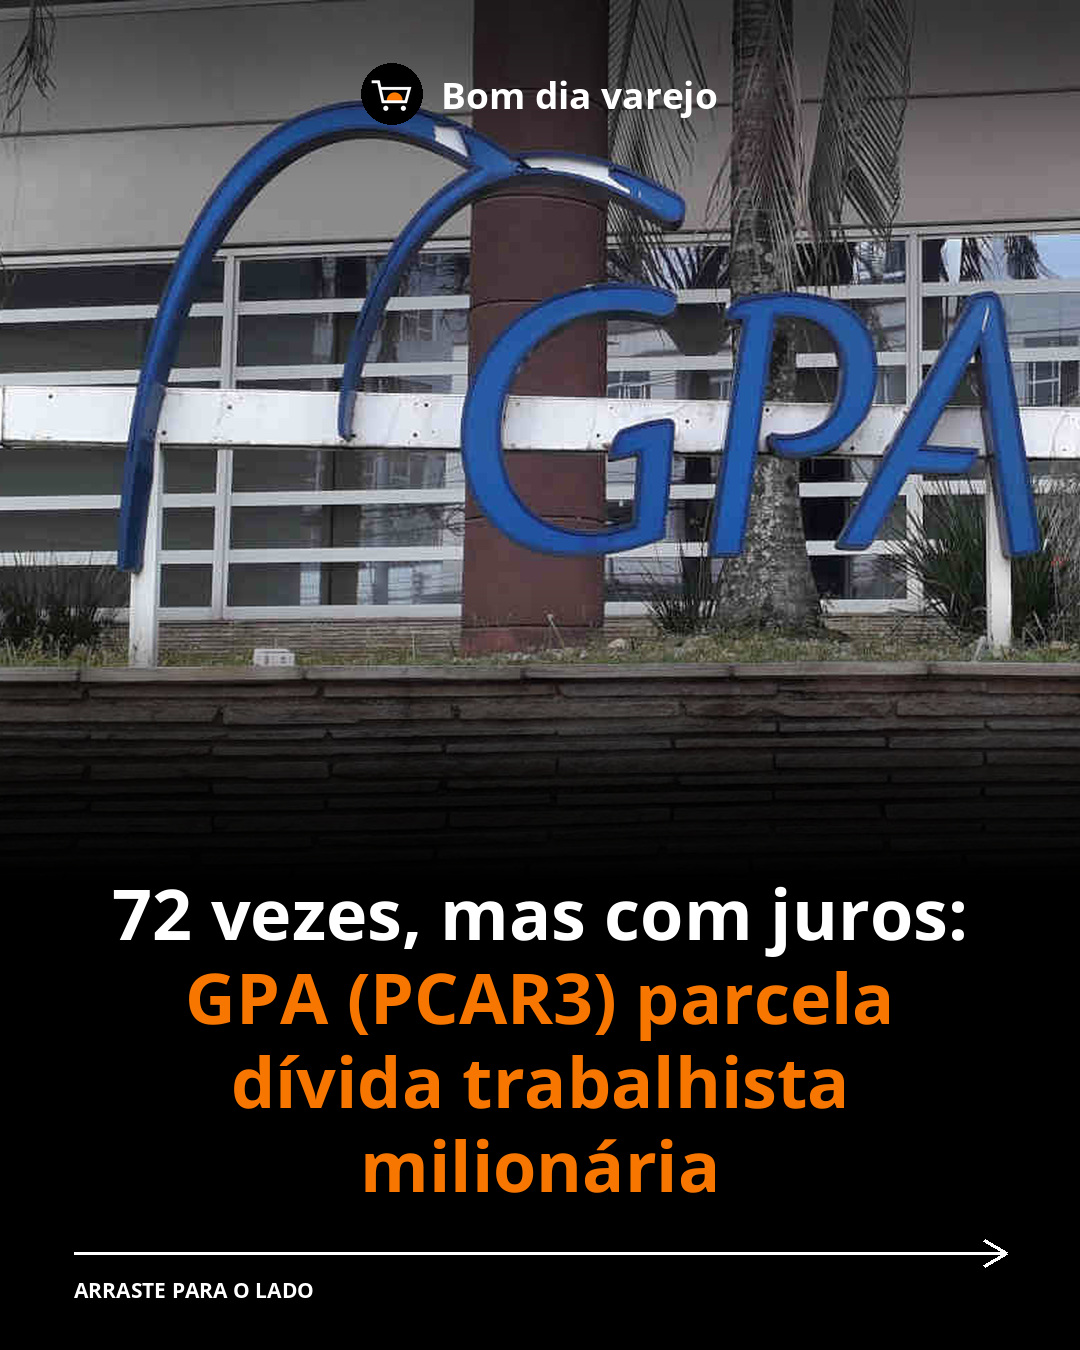 Bom dia varejo
GPA
72 vezes, mas com juros:
GPA (PCAR3) parcela
dívida trabalhista
milionária
ARRASTE PARA O LADO